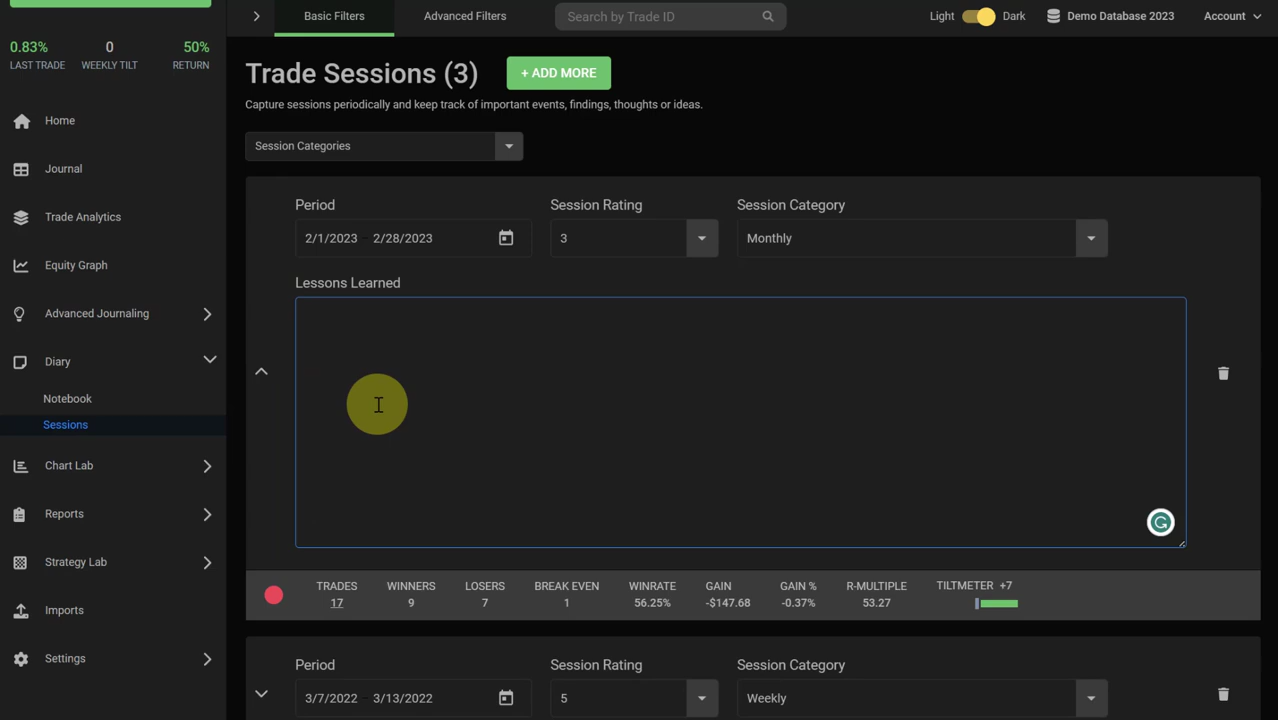 0.83%
LAST TRADE
0
WEEKLY TILT
50%
RETURN
Home
Journal
Trade Analytics
Equity Graph
Advanced Journaling
Diary
Notebook
Sessions
Chart Lab
Reports
Strategy Lab
Imports
Settings
Basic Filters
Advanced Filters
Search by Trade ID
Light
Dark
Demo Database 2023
Account
Trade Sessions (3)
+ ADD MORE
Capture sessions periodically and keep track of important events, findings, thoughts or ideas.
Session Categories
Period
Session Rating
Session Category
2/1/2023 – 2/28/2023
3
Monthly
Lessons Learned
TRADES
17
WINNERS
9
LOSERS
7
BREAK EVEN
1
WINRATE
56.25%
GAIN
-$147.68
GAIN %
-0.37%
R-MULTIPLE
53.27
TILTMETER +7
Period
Session Rating
Session Category
3/7/2022 – 3/13/2022
5
Weekly